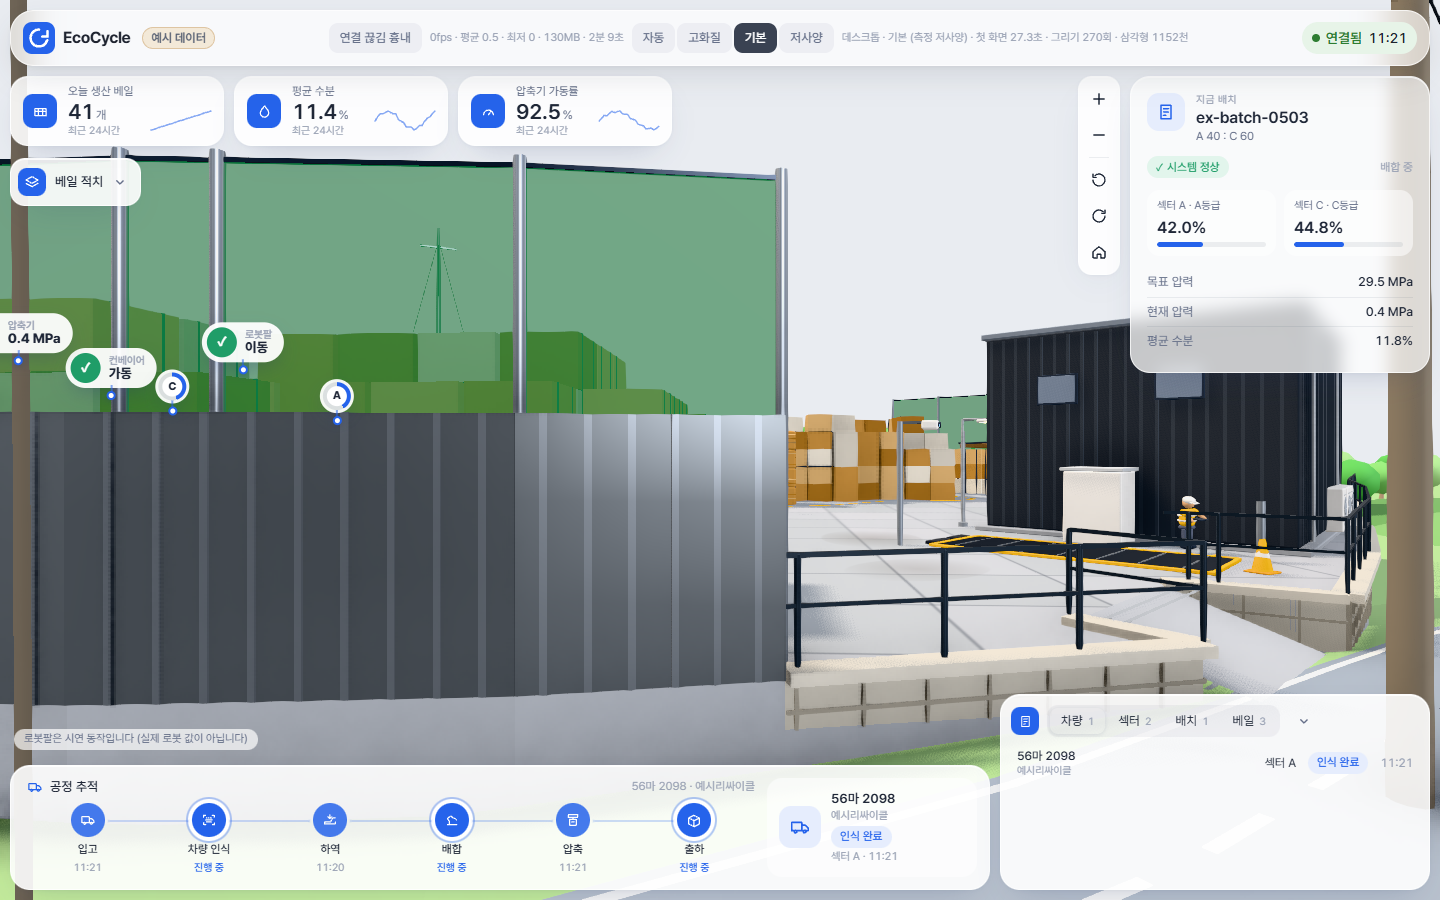 EcoCycle
예시 데이터
연결 끊김 흉내
0fps · 평균 0.5 · 최저 0 · 130MB · 2분 9초
자동
고화질
기본
저사양
데스크톱 · 기본 (측정 저사양) · 첫 화면 27.3초 · 그리기 270회 · 삼각형 1152천
연결됨 11:21
오늘 생산 베일
41개
최근 24시간
평균 수분
11.4%
최근 24시간
압축기 가동률
92.5%
최근 24시간
베일 적치
지금 배치
ex-batch-0503
A 40 : C 60
✓ 시스템 정상
배합 중
섹터 A · A등급
42.0%
섹터 C · C등급
44.8%
목표 압력 29.5 MPa
현재 압력 0.4 MPa
평균 수분 11.8%
압축기
0.4 MPa
컨베이어
가동
로봇팔
이동
C
A
로봇팔은 시연 동작입니다 (실제 로봇 값이 아닙니다)
공정 추적
56마 2098 · 예시리싸이클
입고
11:21
차량 인식
진행 중
하역
11:20
배합
진행 중
압축
11:21
출하
진행 중
56마 2098
예시리싸이클
인식 완료
섹터 A · 11:21
차량 1
섹터 2
배치 1
베일 3
56마 2098
예시리싸이클
섹터 A
인식 완료
11:21